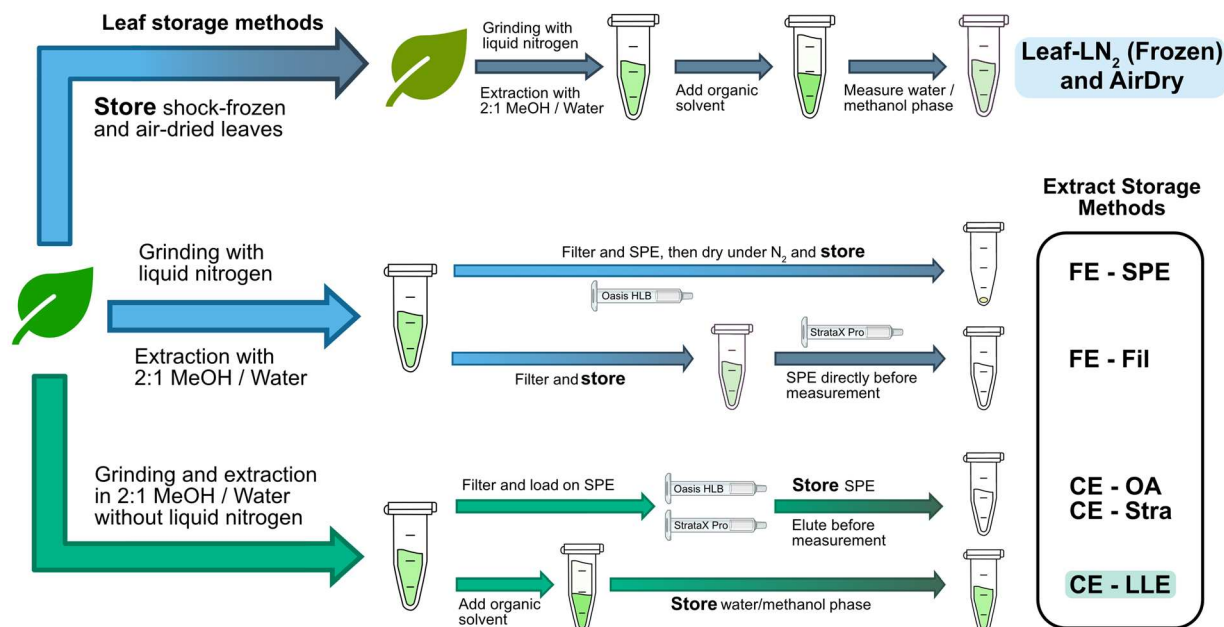 Leaf storage methods
Store shock-frozen
and air-dried leaves
Grinding with
liquid nitrogen
Extraction with
2:1 MeOH / Water
Add organic
solvent
Measure water /
methanol phase
Leaf-LN₂ (Frozen)
and AirDry
Extract Storage
Methods
Grinding with
liquid nitrogen
Extraction with
2:1 MeOH / Water
Filter and SPE, then dry under N₂ and store
Oasis HLB
FE - SPE
Filter and store
StrataX Pro
SPE directly before
measurement
FE - Fil
Grinding and extraction
in 2:1 MeOH / Water
without liquid nitrogen
Filter and load on SPE
Oasis HLB
StrataX Pro
Store SPE
Elute before
measurement
CE - OA
CE - Stra
Add organic
solvent
Store water/methanol phase
CE - LLE